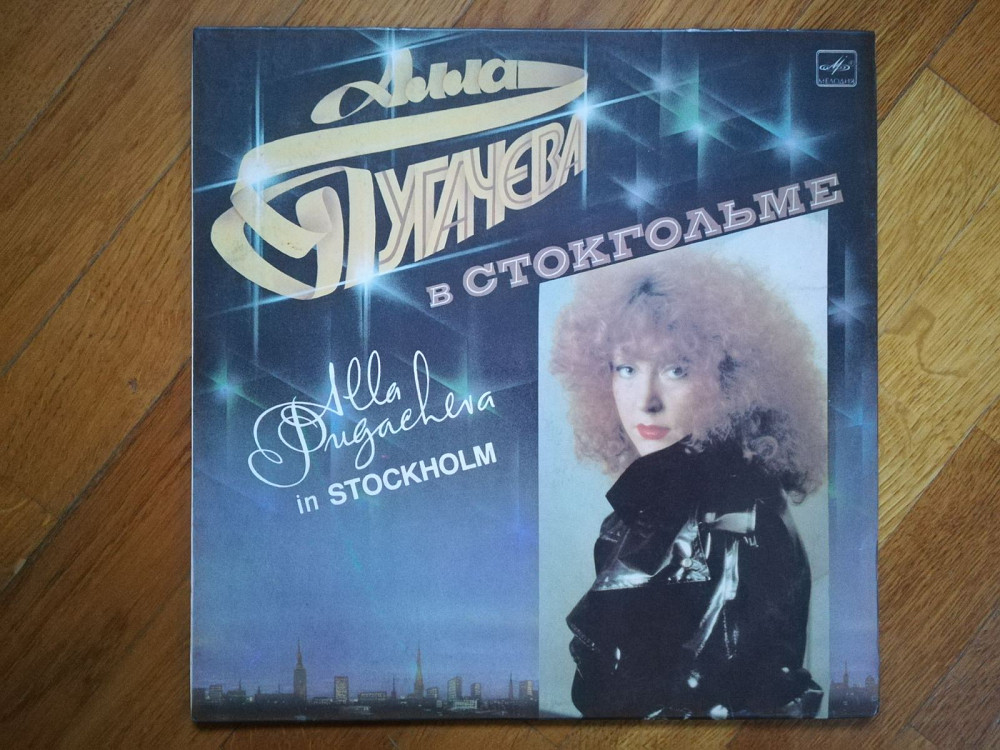 Алла
Пугачева
в СТОКГОЛЬМЕ
МЕЛОДИЯ
Alla
Pugacheva
in STOCKHOLM